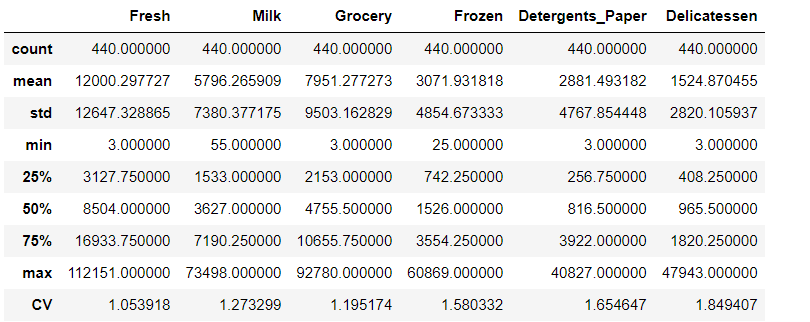 Fresh Milk Grocery Frozen Detergents_Paper Delicatessen
count 440.000000 440.000000 440.000000 440.000000 440.000000 440.000000
mean 12000.297727 5796.265909 7951.277273 3071.931818 2881.493182 1524.870455
std 12647.328865 7380.377175 9503.162829 4854.673333 4767.854448 2820.105937
min 3.000000 55.000000 3.000000 25.000000 3.000000 3.000000
25% 3127.750000 1533.000000 2153.000000 742.250000 256.750000 408.250000
50% 8504.000000 3627.000000 4755.500000 1526.000000 816.500000 965.500000
75% 16933.750000 7190.250000 10655.750000 3554.250000 3922.000000 1820.250000
max 112151.000000 73498.000000 92780.000000 60869.000000 40827.000000 47943.000000
CV 1.053918 1.273299 1.195174 1.580332 1.654647 1.849407